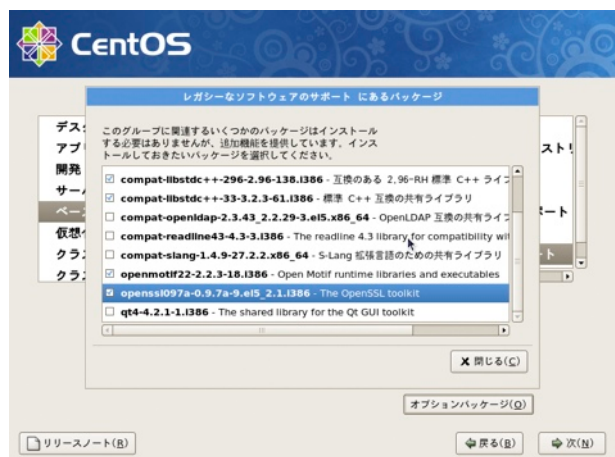 CentOS
レガシーなソフトウェアのサポート にあるパッケージ
このグループに関連するいくつかのパッケージはインストール
する必要はありませんが、追加機能を提供しています。インス
トールしておきたいパッケージを選択してください。
compat-libstdc++-296-2.96-138.i386 - 互換のある 2.96-RH 標準 C++ ライブ
compat-libstdc++-33-3.2.3-61.i386 - 標準 C++ 互換の共有ライブラリ
compat-openldap-2.3.43_2.2.29-3.el5.x86_64 - OpenLDAP 互換の共有ライブ
compat-readline43-4.3-3.i386 - The readline 4.3 library for compatibility wit
compat-slang-1.4.9-27.2.2.x86_64 - S-Lang 拡張言語のための共有ライブラリ
openmotif22-2.2.3-18.i386 - Open Motif runtime libraries and executables
openssl097a-0.9.7a-9.el5_2.1.i386 - The OpenSSL toolkit
qt4-4.2.1-1.i386 - The shared library for the Qt GUI toolkit
閉じる(C)
デス
アプ
開発
サー
ベー
仮想
クラ
クラ
スト
ート
ト
オプションパッケージ(O)
リリースノート(R)
戻る(B)
次(N)